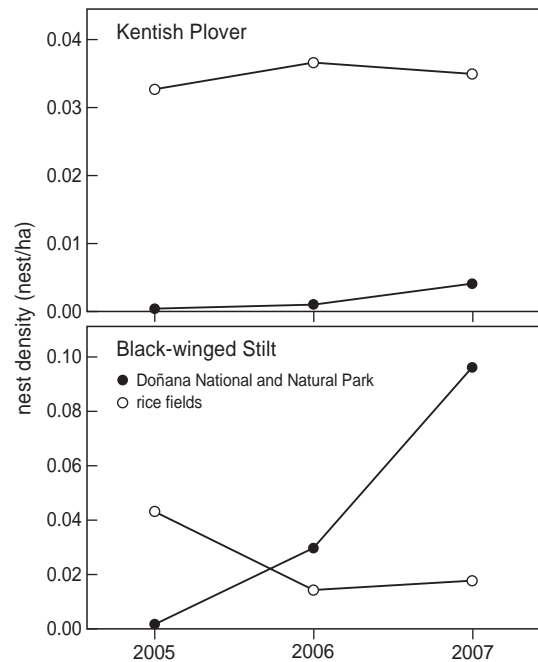 Kentish Plover
0.04
0.03
0.02
0.01
0.00
nest density (nest/ha)
Black-winged Stilt
Doñana National and Natural Park
rice fields
0.10
0.08
0.06
0.04
0.02
0.00
2005 2006 2007